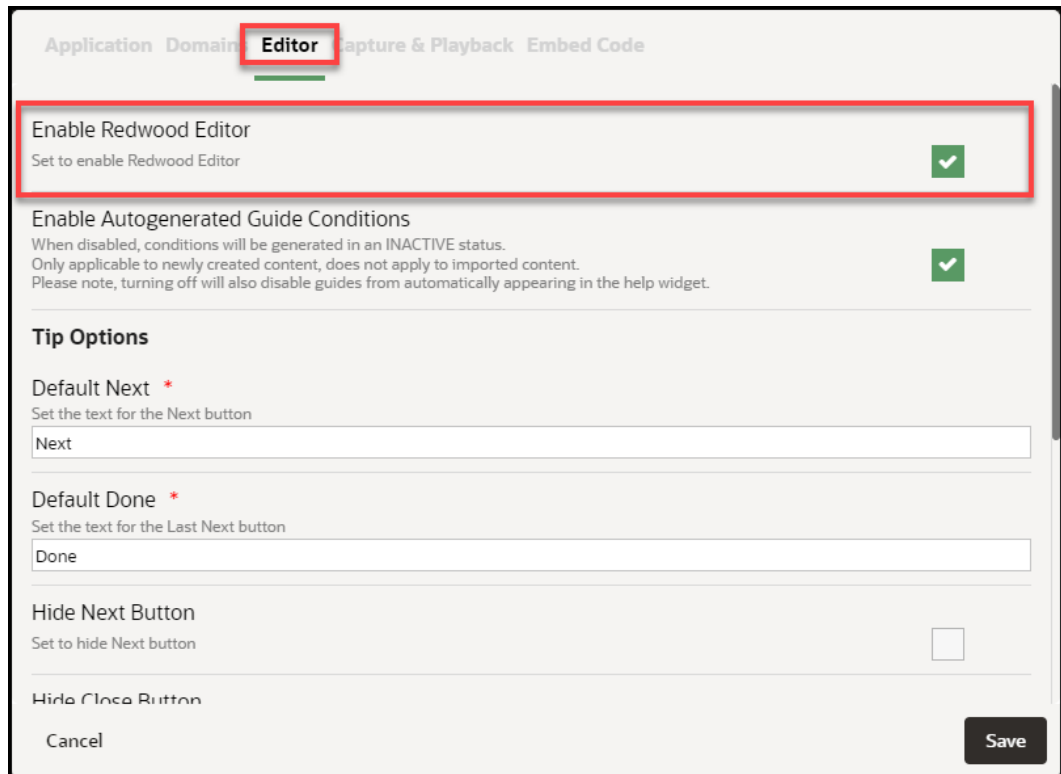 Application Domains Editor Capture & Playback Embed Code
Enable Redwood Editor
Set to enable Redwood Editor
Enable Autogenerated Guide Conditions
When disabled, conditions will be generated in an INACTIVE status.
Only applicable to newly created content, does not apply to imported content.
Please note, turning off will also disable guides from automatically appearing in the help widget.
Tip Options
Default Next *
Set the text for the Next button
Next
Default Done *
Set the text for the Last Next button
Done
Hide Next Button
Set to hide Next button
Hide Close Button
Cancel
Save